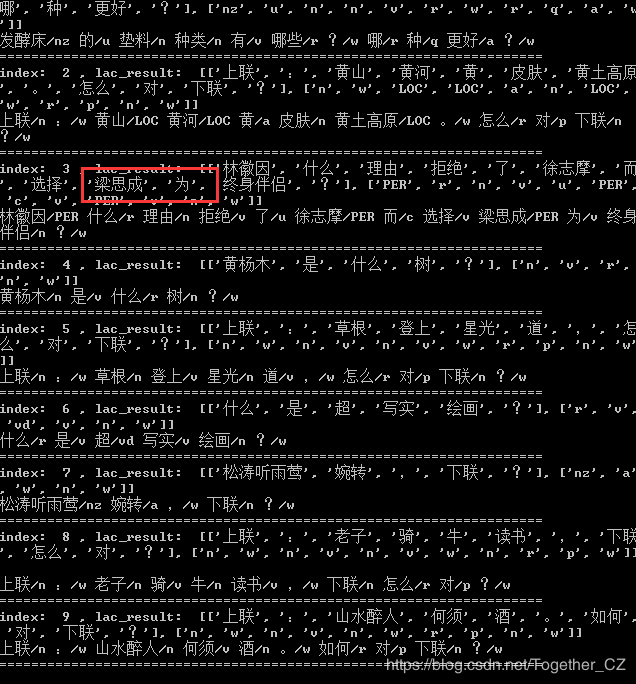 哪', '种', '更好', '?'], ['nz', 'u', 'n', 'n', 'v', 'r', 'w', 'r', 'q', 'a', 'w
']]
发酵床/nz 的/u 垫料/n 种类/n 有/v 哪些/r ?/w 哪/r 种/q 更好/a ?/w
==================================================================
index:  2 , lac_result:  [['上联', ':', '黄山', '黄河', '黄', '皮肤', '黄土高原
', '。', '怎么', '对', '下联', '?'], ['n', 'w', 'LOC', 'LOC', 'a', 'n', 'LOC',
'w', 'r', 'p', 'n', 'w']]
上联/n :/w 黄山/LOC 黄河/LOC 黄/a 皮肤/n 黄土高原/LOC 。/w 怎么/r 对/p 下联/n
?/w
==================================================================
index:  3 , lac_result:  [['林徽因', '什么', '理由', '拒绝', '了', '徐志摩', '而
', '选择', '梁思成', '为', '终身伴侣', '?'], ['PER', 'r', 'n', 'v', 'u', 'PER',
'c', 'v', 'PER', 'v', 'n', 'w']]
林徽因/PER 什么/r 理由/n 拒绝/v 了/u 徐志摩/PER 而/c 选择/v 梁思成/PER 为/v 终身
伴侣/n ?/w
==================================================================
index:  4 , lac_result:  [['黄杨木', '是', '什么', '树', '?'], ['n', 'v', 'r',
'n', 'w']]
黄杨木/n 是/v 什么/r 树/n ?/w
==================================================================
index:  5 , lac_result:  [['上联', ':', '草根', '登上', '星光', '道', ',', '怎
么', '对', '下联', '?'], ['n', 'w', 'n', 'v', 'n', 'v', 'w', 'r', 'p', 'n', 'w'
]]
上联/n :/w 草根/n 登上/v 星光/n 道/v ,/w 怎么/r 对/p 下联/n ?/w
==================================================================
index:  6 , lac_result:  [['什么', '是', '超', '写实', '绘画', '?'], ['r', 'v',
'vd', 'v', 'n', 'w']]
什么/r 是/v 超/vd 写实/v 绘画/n ?/w
==================================================================
index:  7 , lac_result:  [['松涛听雨莺', '婉转', ',', '下联', '?'], ['nz', 'a'
, 'w', 'n', 'w']]
松涛听雨莺/nz 婉转/a ,/w 下联/n ?/w
==================================================================
index:  8 , lac_result:  [['上联', ':', '老子', '骑', '牛', '读书', ',', '下联
', '怎么', '对', '?'], ['n', 'w', 'n', 'v', 'n', 'v', 'w', 'n', 'r', 'p', 'w']]
上联/n :/w 老子/n 骑/v 牛/n 读书/v ,/w 下联/n 怎么/r 对/p ?/w
==================================================================
index:  9 , lac_result:  [['上联', ':', '山水醉人', '何须', '酒', '。', '如何',
'对', '下联', '?'], ['n', 'w', 'n', 'v', 'n', 'w', 'r', 'p', 'n', 'w']]
上联/n :/w 山水醉人/n 何须/v 酒/n 。/w 如何/r 对/p 下联/n ?/w
==================================================================
https://blog.csdn.net/Together_CZ